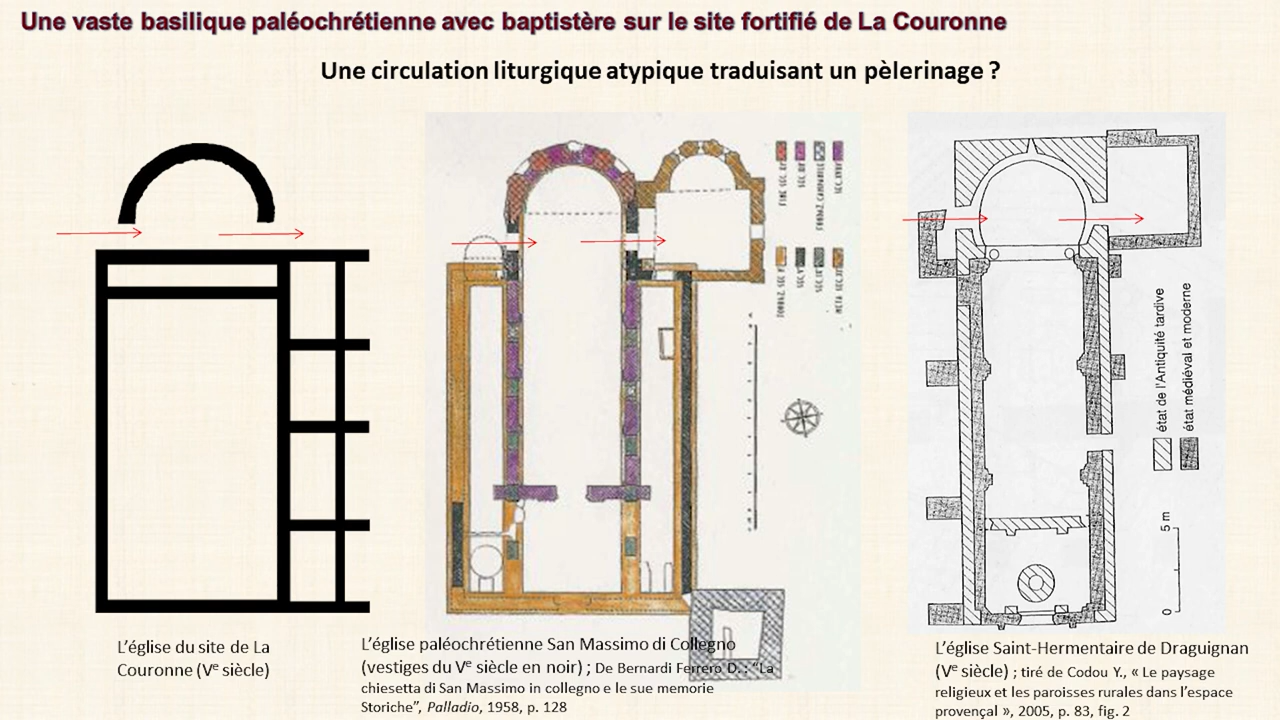 Une vaste basilique paléochrétienne avec baptistère sur le site fortifié de La Couronne
Une circulation liturgique atypique traduisant un pèlerinage ?
état de l'Antiquité tardive
état médiéval et moderne
0 5 m
L'église du site de La
Couronne (Ve siècle)
L'église paléochrétienne San Massimo di Collegno
(vestiges du Ve siècle en noir) ; De Bernardi Ferrero D. : "La
chiesetta di San Massimo in collegno e le sue memorie
Storiche", Palladio, 1958, p. 128
L'église Saint-Hermentaire de Draguignan
(Ve siècle) ; tiré de Codou Y., « Le paysage
religieux et les paroisses rurales dans l'espace
provençal », 2005, p. 83, fig. 2